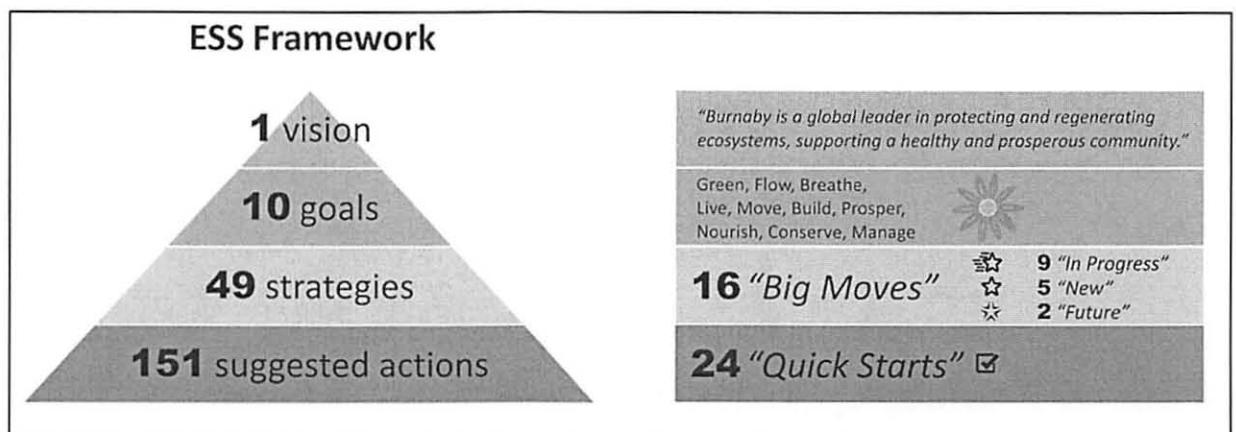 ESS Framework
1 vision
10 goals
49 strategies
151 suggested actions
"Burnaby is a global leader in protecting and regenerating
ecosystems, supporting a healthy and prosperous community."
Green, Flow, Breathe,
Live, Move, Build, Prosper,
Nourish, Conserve, Manage
16 "Big Moves"
9 "In Progress"
5 "New"
2 "Future"
24 "Quick Starts"